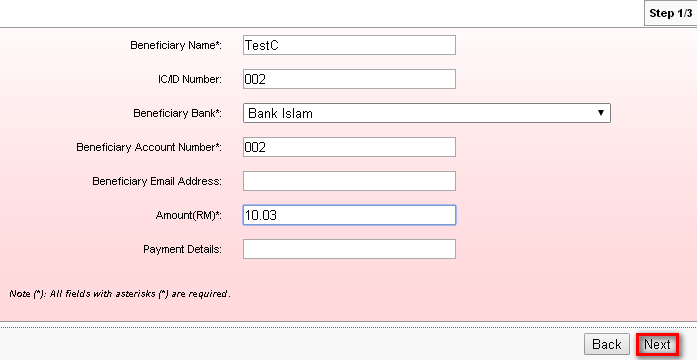 Step 1/3
Beneficiary Name*: TestC
IC/ID Number: 002
Beneficiary Bank*: Bank Islam
Beneficiary Account Number*: 002
Beneficiary Email Address:
Amount(RM)*: 10.03
Payment Details:
Note (*): All fields with asterisks (*) are required.
Back Next